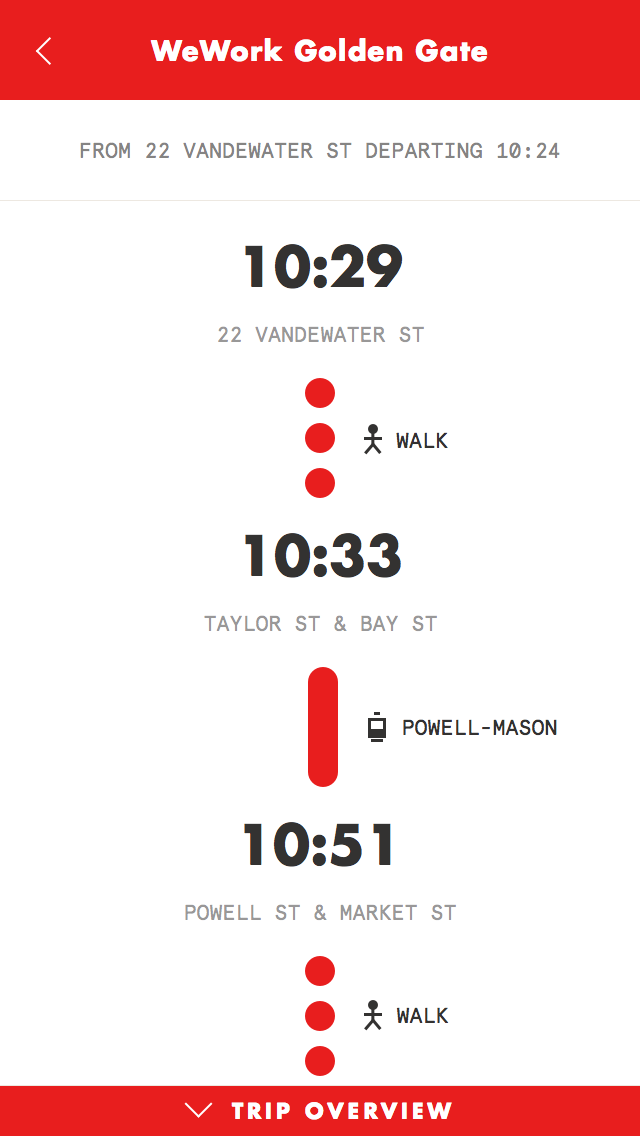 WeWork Golden Gate
FROM 22 VANDEWATER ST DEPARTING 10:24
10:29
22 VANDEWATER ST
WALK
10:33
TAYLOR ST & BAY ST
POWELL-MASON
10:51
POWELL ST & MARKET ST
WALK
TRIP OVERVIEW